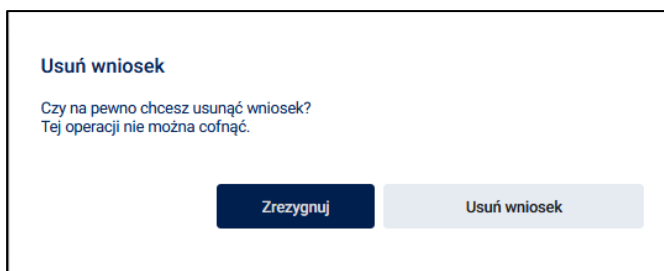 Usuń wniosek
Czy na pewno chcesz usunąć wniosek?
Tej operacji nie można cofnąć.
Zrezygnuj
Usuń wniosek